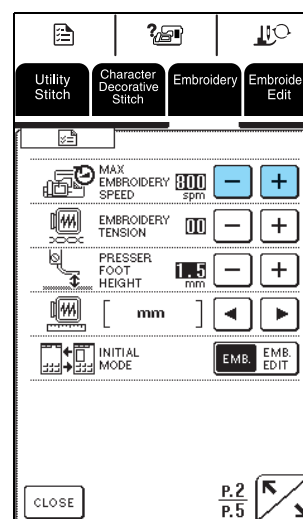 ?
Utility
Stitch
Character
Decorative
Stitch
Embroidery
Embroide
Edit
MAX
EMBROIDERY
SPEED
800
spm
− +
EMBROIDERY
TENSION
00
− +
PRESSER
FOOT
HEIGHT
1.5
mm
− +
[ mm ]
INITIAL
MODE
EMB.
EMB.
EDIT
CLOSE
P.2
P.5